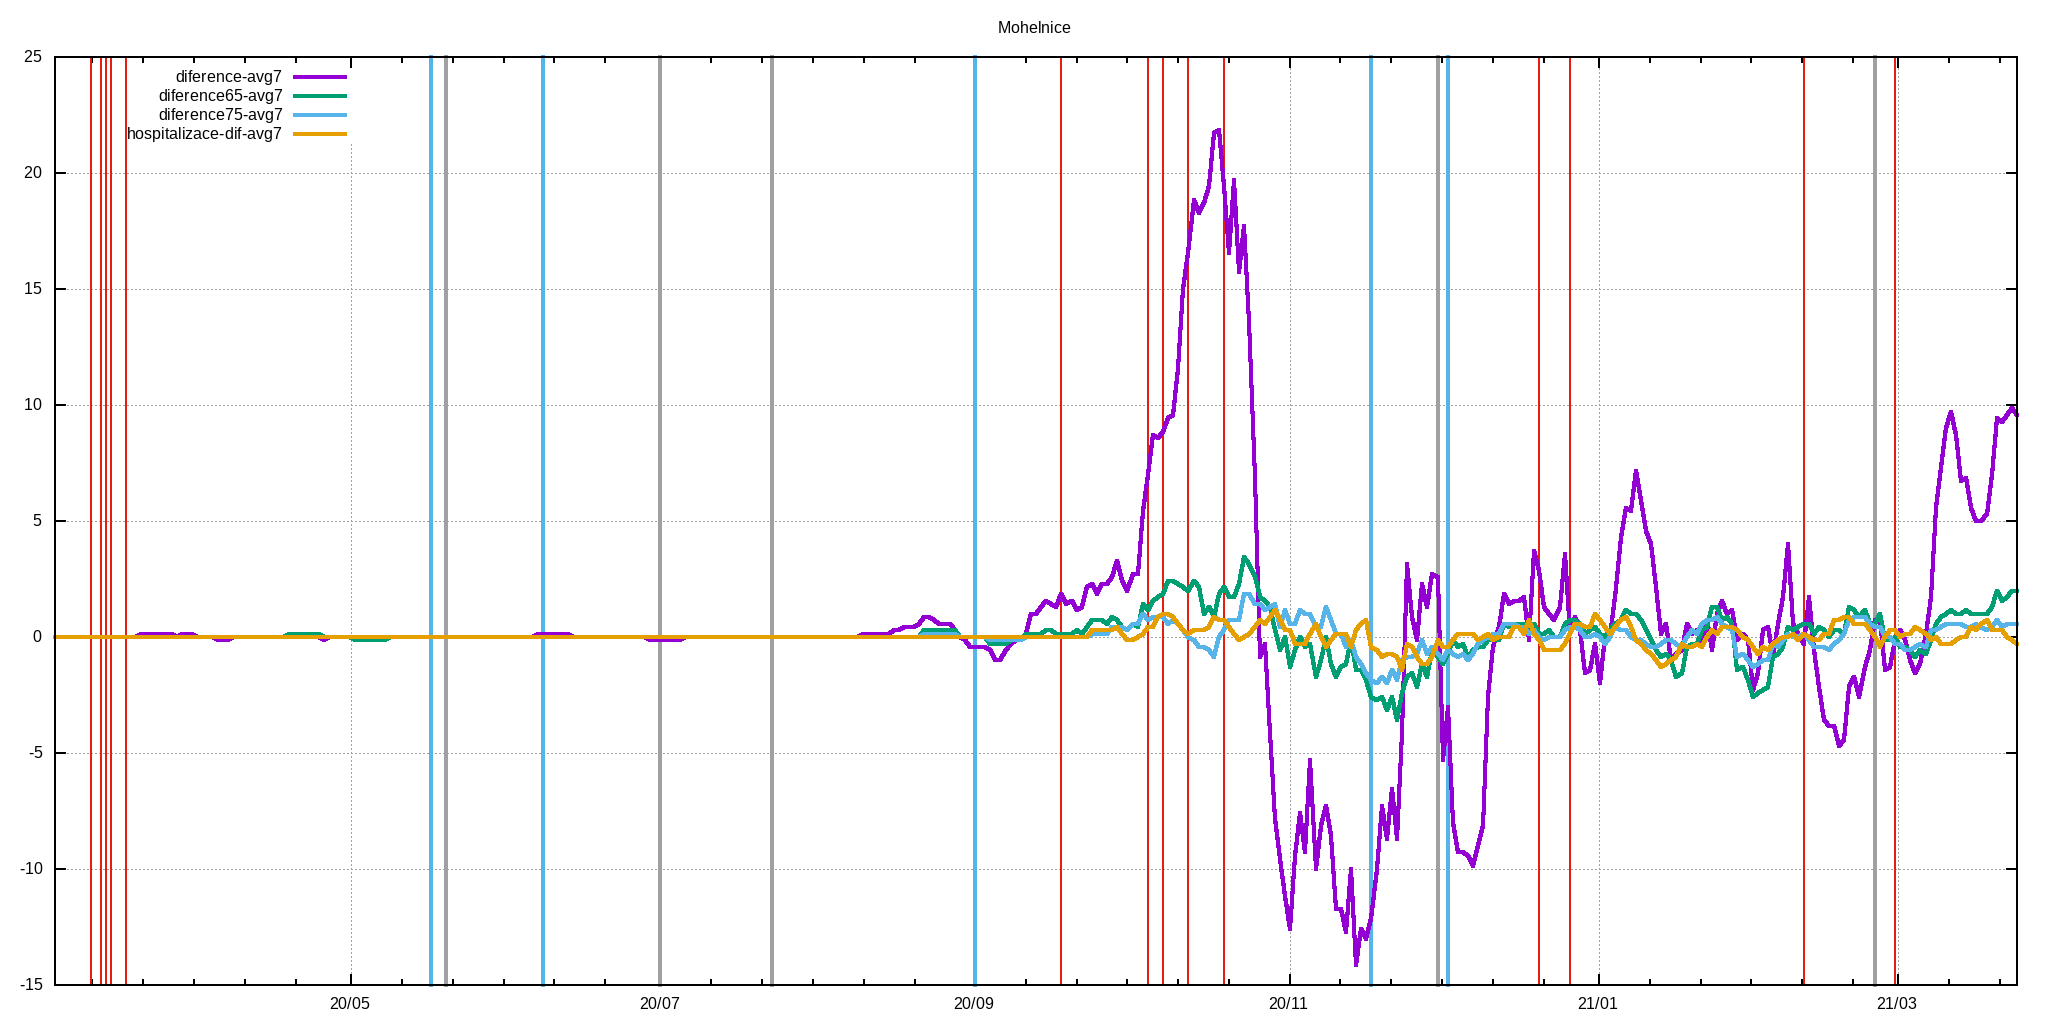 Mohelnice
25
diference-avg7
diference65-avg7
diference75-avg7
hospitalizace-dif-avg7
20
15
10
5
0
-5
-10
-15
20/05 20/07 20/09 20/11 21/01 21/03